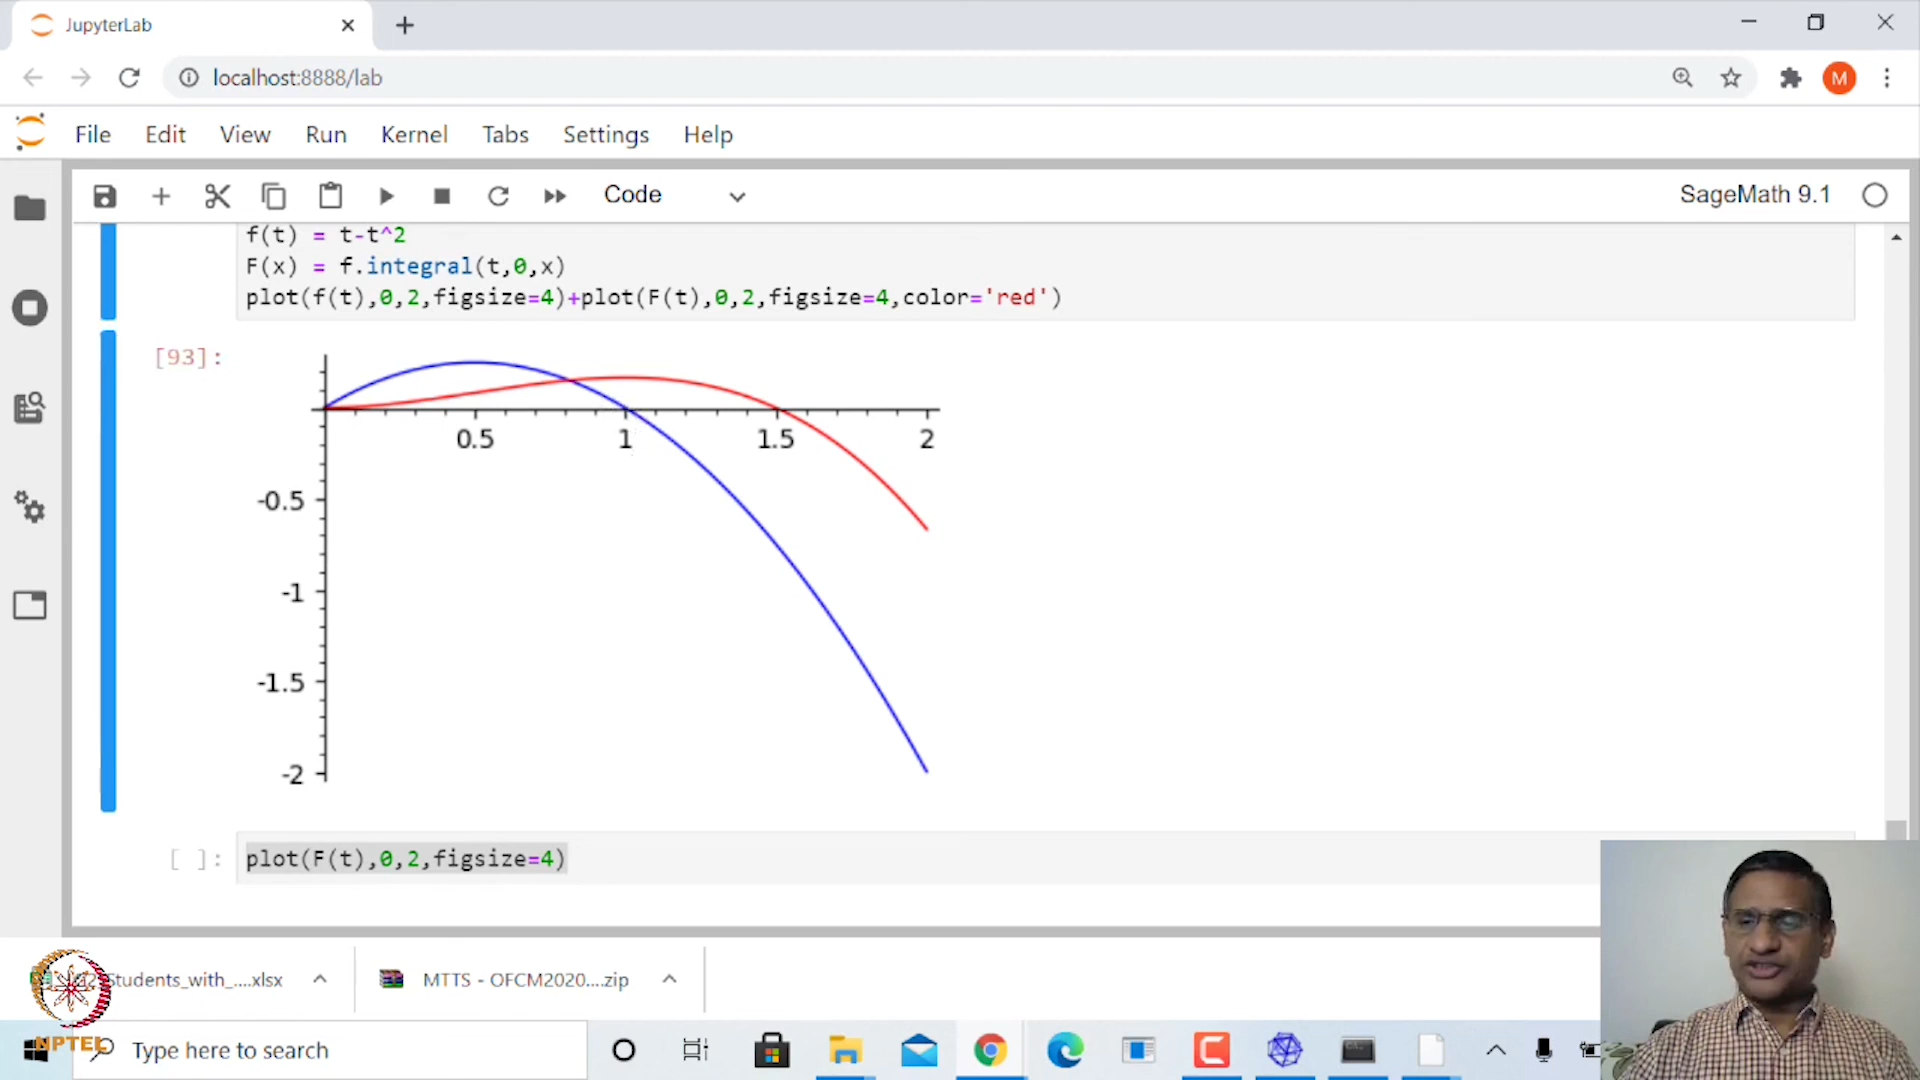 JupyterLab
localhost:8888/lab
M
File Edit View Run Kernel Tabs Settings Help
Code
SageMath 9.1
f(t) = t-t^2
F(x) = f.integral(t,0,x)
plot(f(t),0,2,figsize=4)+plot(F(t),0,2,figsize=4,color='red')
[93]:
0.5 1 1.5 2
-0.5
-1
-1.5
-2
[ ]: plot(F(t),0,2,figsize=4)
Students_with_....xlsx
MTTS - OFCM2020....zip
NPTEL
Type here to search